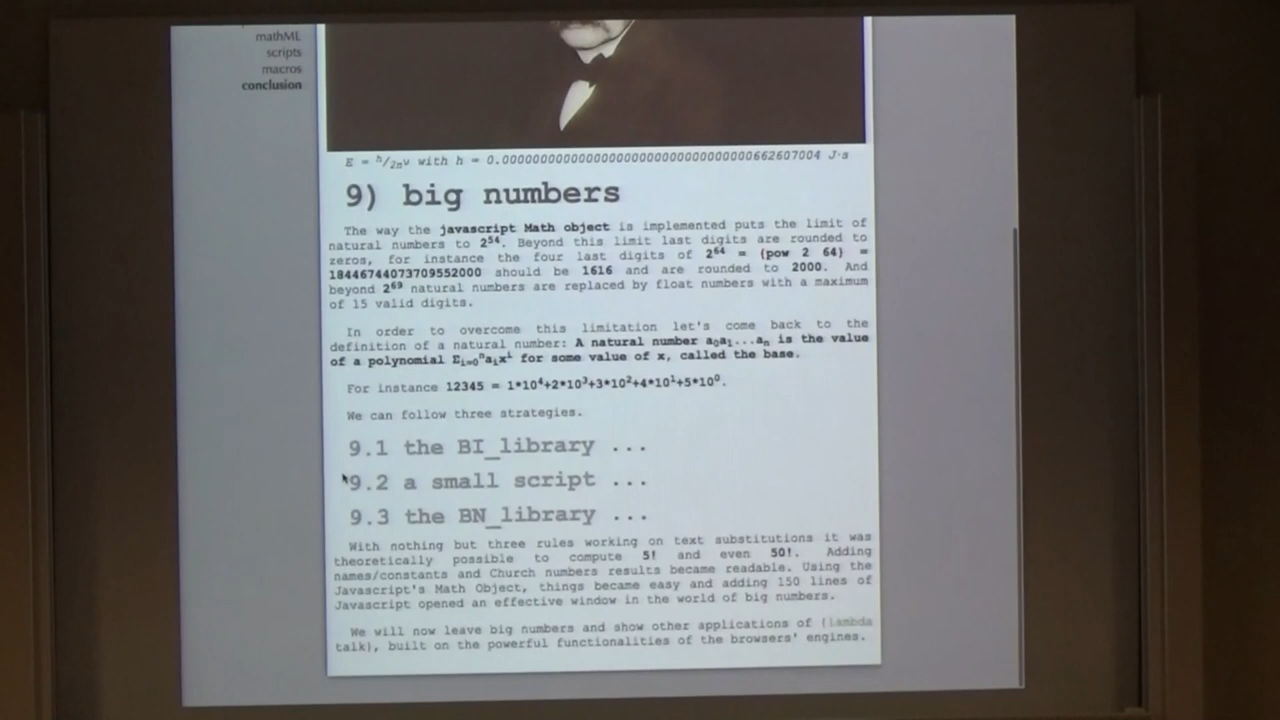 mathML
scripts
macros
conclusion
E = h/2πν with h = 0.000000000000000000000000000000000662607004 J·s
9) big numbers
The way the javascript Math object is implemented puts the limit of
natural numbers to 2⁵⁴. Beyond this limit last digits are rounded to
zeros, for instance the four last digits of 2⁶⁴ = {pow 2 64} =
18446744073709552000 should be 1616 and are rounded to 2000. And
beyond 2⁶⁹ natural numbers are replaced by float numbers with a maximum
of 15 valid digits.
In order to overcome this limitation let's come back to the
definition of a natural number: A natural number a₀a₁...aₙ is the value
of a polynomial Σᵢ₌₀ⁿaᵢxⁱ for some value of x, called the base.
For instance 12345 = 1*10⁴+2*10³+3*10²+4*10¹+5*10⁰.
We can follow three strategies.
9.1 the BI_library ...
9.2 a small script ...
9.3 the BN_library ...
With nothing but three rules working on text substitutions it was
theoretically possible to compute 5! and even 50!. Adding
names/constants and Church numbers results became readable. Using the
Javascript's Math Object, things became easy and adding 150 lines of
Javascript opened an effective window in the world of big numbers.
We will now leave big numbers and show other applications of {lambda
talk}, built on the powerful functionalities of the browsers' engines.